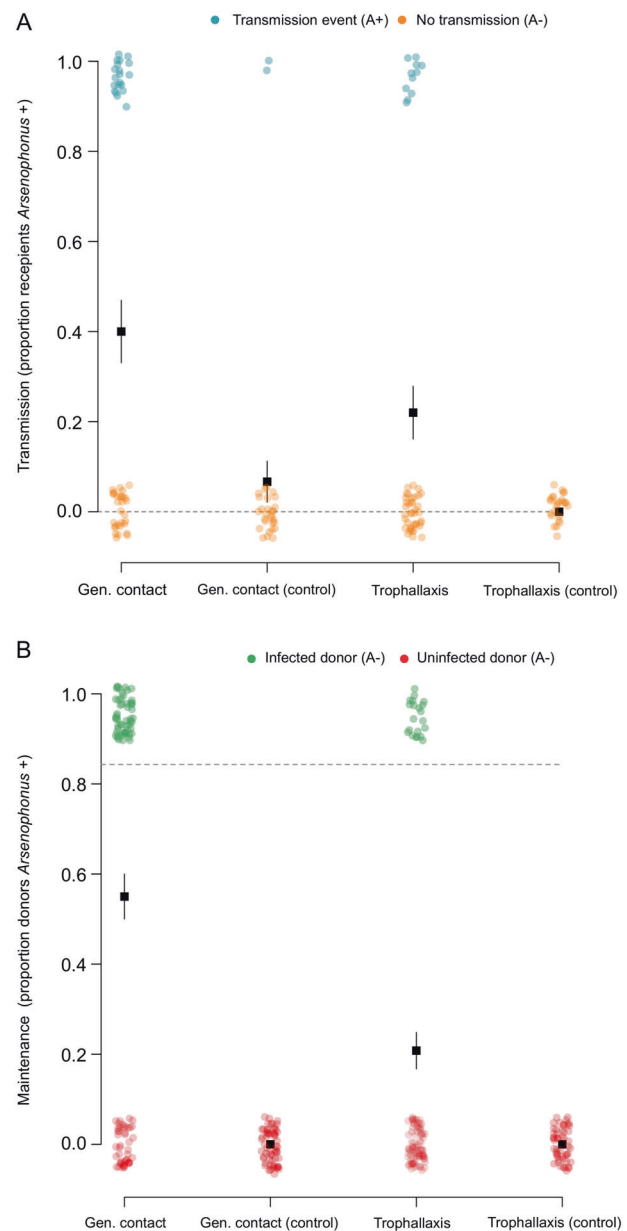 A
Transmission event (A+) No transmission (A-)
Transmission (proportion recepients Arsenophonus +)
1.0
0.8
0.6
0.4
0.2
0.0
Gen. contact Gen. contact (control) Trophallaxis Trophallaxis (control)
B
Infected donor (A-) Uninfected donor (A-)
Maintenance (proportion donors Arsenophonus +)
1.0
0.8
0.6
0.4
0.2
0.0
Gen. contact Gen. contact (control) Trophallaxis Trophallaxis (control)